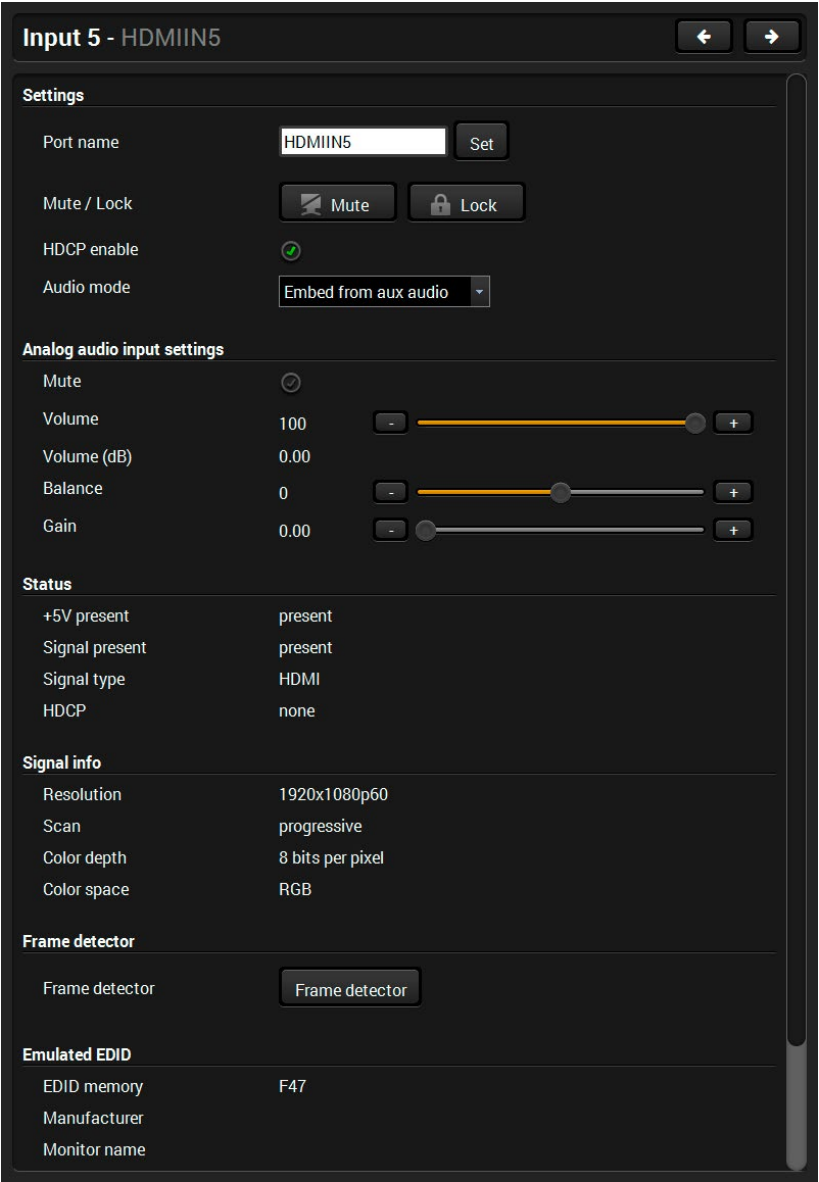 Input 5 - HDMIIN5
Settings
Port name HDMIIN5 Set
Mute / Lock Mute Lock
HDCP enable
Audio mode Embed from aux audio
Analog audio input settings
Mute
Volume 100 - +
Volume (dB) 0.00
Balance 0 - +
Gain 0.00 - +
Status
+5V present present
Signal present present
Signal type HDMI
HDCP none
Signal info
Resolution 1920x1080p60
Scan progressive
Color depth 8 bits per pixel
Color space RGB
Frame detector
Frame detector Frame detector
Emulated EDID
EDID memory F47
Manufacturer
Monitor name